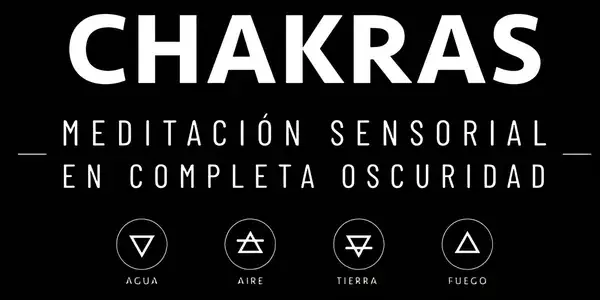 CHAKRAS
MEDITACIÓN SENSORIAL
EN COMPLETA OSCURIDAD
AGUA AIRE TIERRA FUEGO